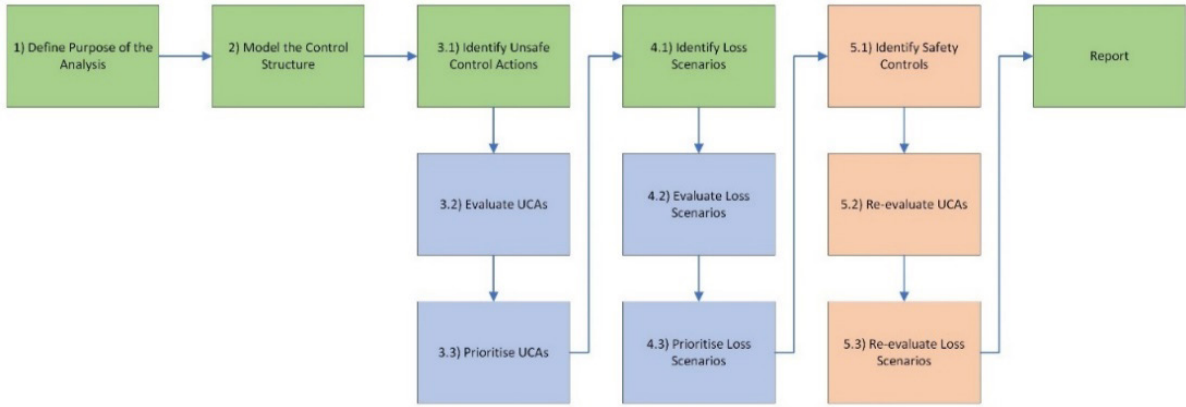 1) Define Purpose of the
Analysis
2) Model the Control
Structure
3.1) Identify Unsafe
Control Actions
3.2) Evaluate UCAs
3.3) Prioritise UCAs
4.1) Identify Loss
Scenarios
4.2) Evaluate Loss
Scenarios
4.3) Prioritise Loss
Scenarios
5.1) Identify Safety
Controls
5.2) Re-evaluate UCAs
5.3) Re-evaluate Loss
Scenarios
Report